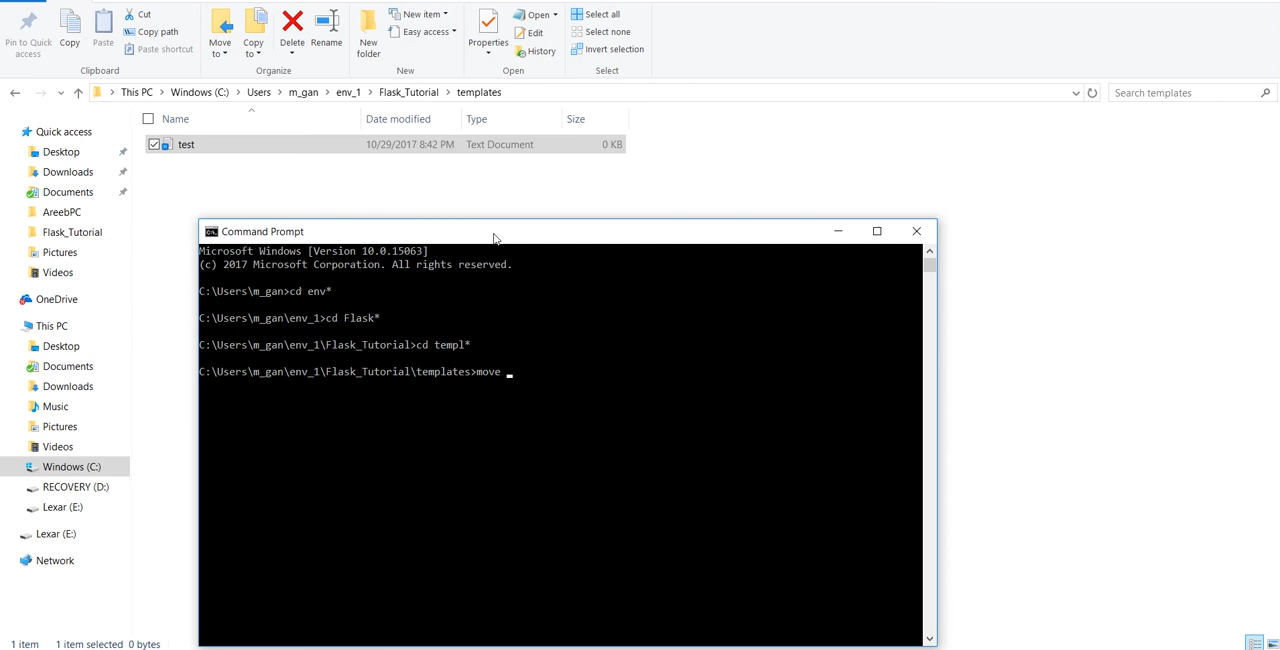 Pin to Quick access
Copy
Paste
Cut
Copy path
Paste shortcut
Clipboard
Move to
Copy to
Delete
Rename
Organize
New folder
New item
Easy access
New
Properties
Open
Edit
History
Open
Select all
Select none
Invert selection
Select
This PC > Windows (C:) > Users > m_gan > env_1 > Flask_Tutorial > templates
Search templates
Name Date modified Type Size
test 10/29/2017 8:42 PM Text Document 0 KB
Quick access
Desktop
Downloads
Documents
AreebPC
Flask_Tutorial
Pictures
Videos
OneDrive
This PC
Desktop
Documents
Downloads
Music
Pictures
Videos
Windows (C:)
RECOVERY (D:)
Lexar (E:)
Lexar (E:)
Network
Command Prompt
Microsoft Windows [Version 10.0.15063]
(c) 2017 Microsoft Corporation. All rights reserved.
C:\Users\m_gan>cd env*
C:\Users\m_gan\env_1>cd Flask*
C:\Users\m_gan\env_1\Flask_Tutorial>cd templ*
C:\Users\m_gan\env_1\Flask_Tutorial\templates>move
1 item 1 item selected 0 bytes